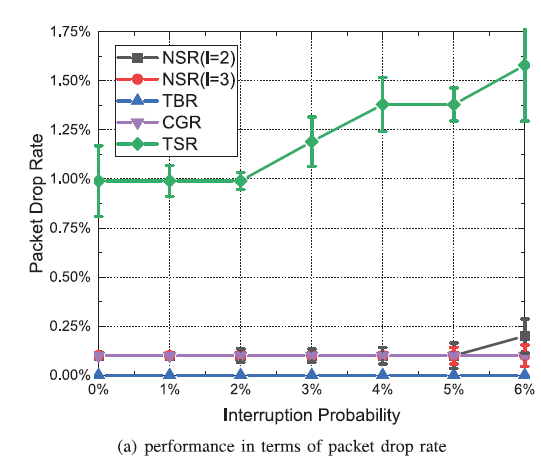 1.75%
1.50%
1.25%
1.00%
0.75%
0.50%
0.25%
0.00%
Packet Drop Rate
NSR(l=2)
NSR(l=3)
TBR
CGR
TSR
0% 1% 2% 3% 4% 5% 6%
Interruption Probability
(a) performance in terms of packet drop rate